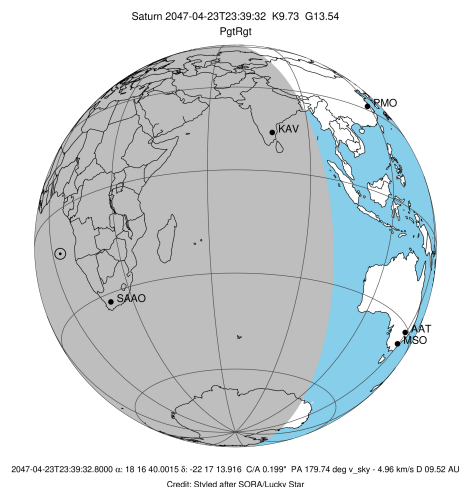 Saturn 2047-04-23T23:39:32 K9.73 G13.54
PgtRgt
PMO
KAV
SAAO
AAT
MSO
2047-04-23T23:39:32.8000 α: 18 16 40.0015 δ: -22 17 13.916 C/A 0.199" PA 179.74 deg v_sky - 4.96 km/s D 09.52 AU
Credit: Styled after SORA/Lucky Star